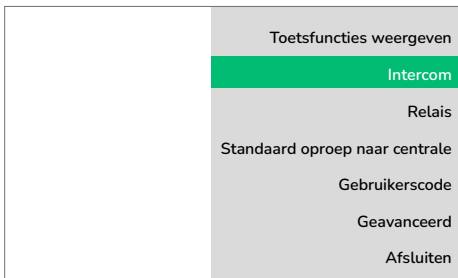 Toetsfuncties weergeven
Intercom
Relais
Standaard oproep naar centrale
Gebruikerscode
Geavanceerd
Afsluiten